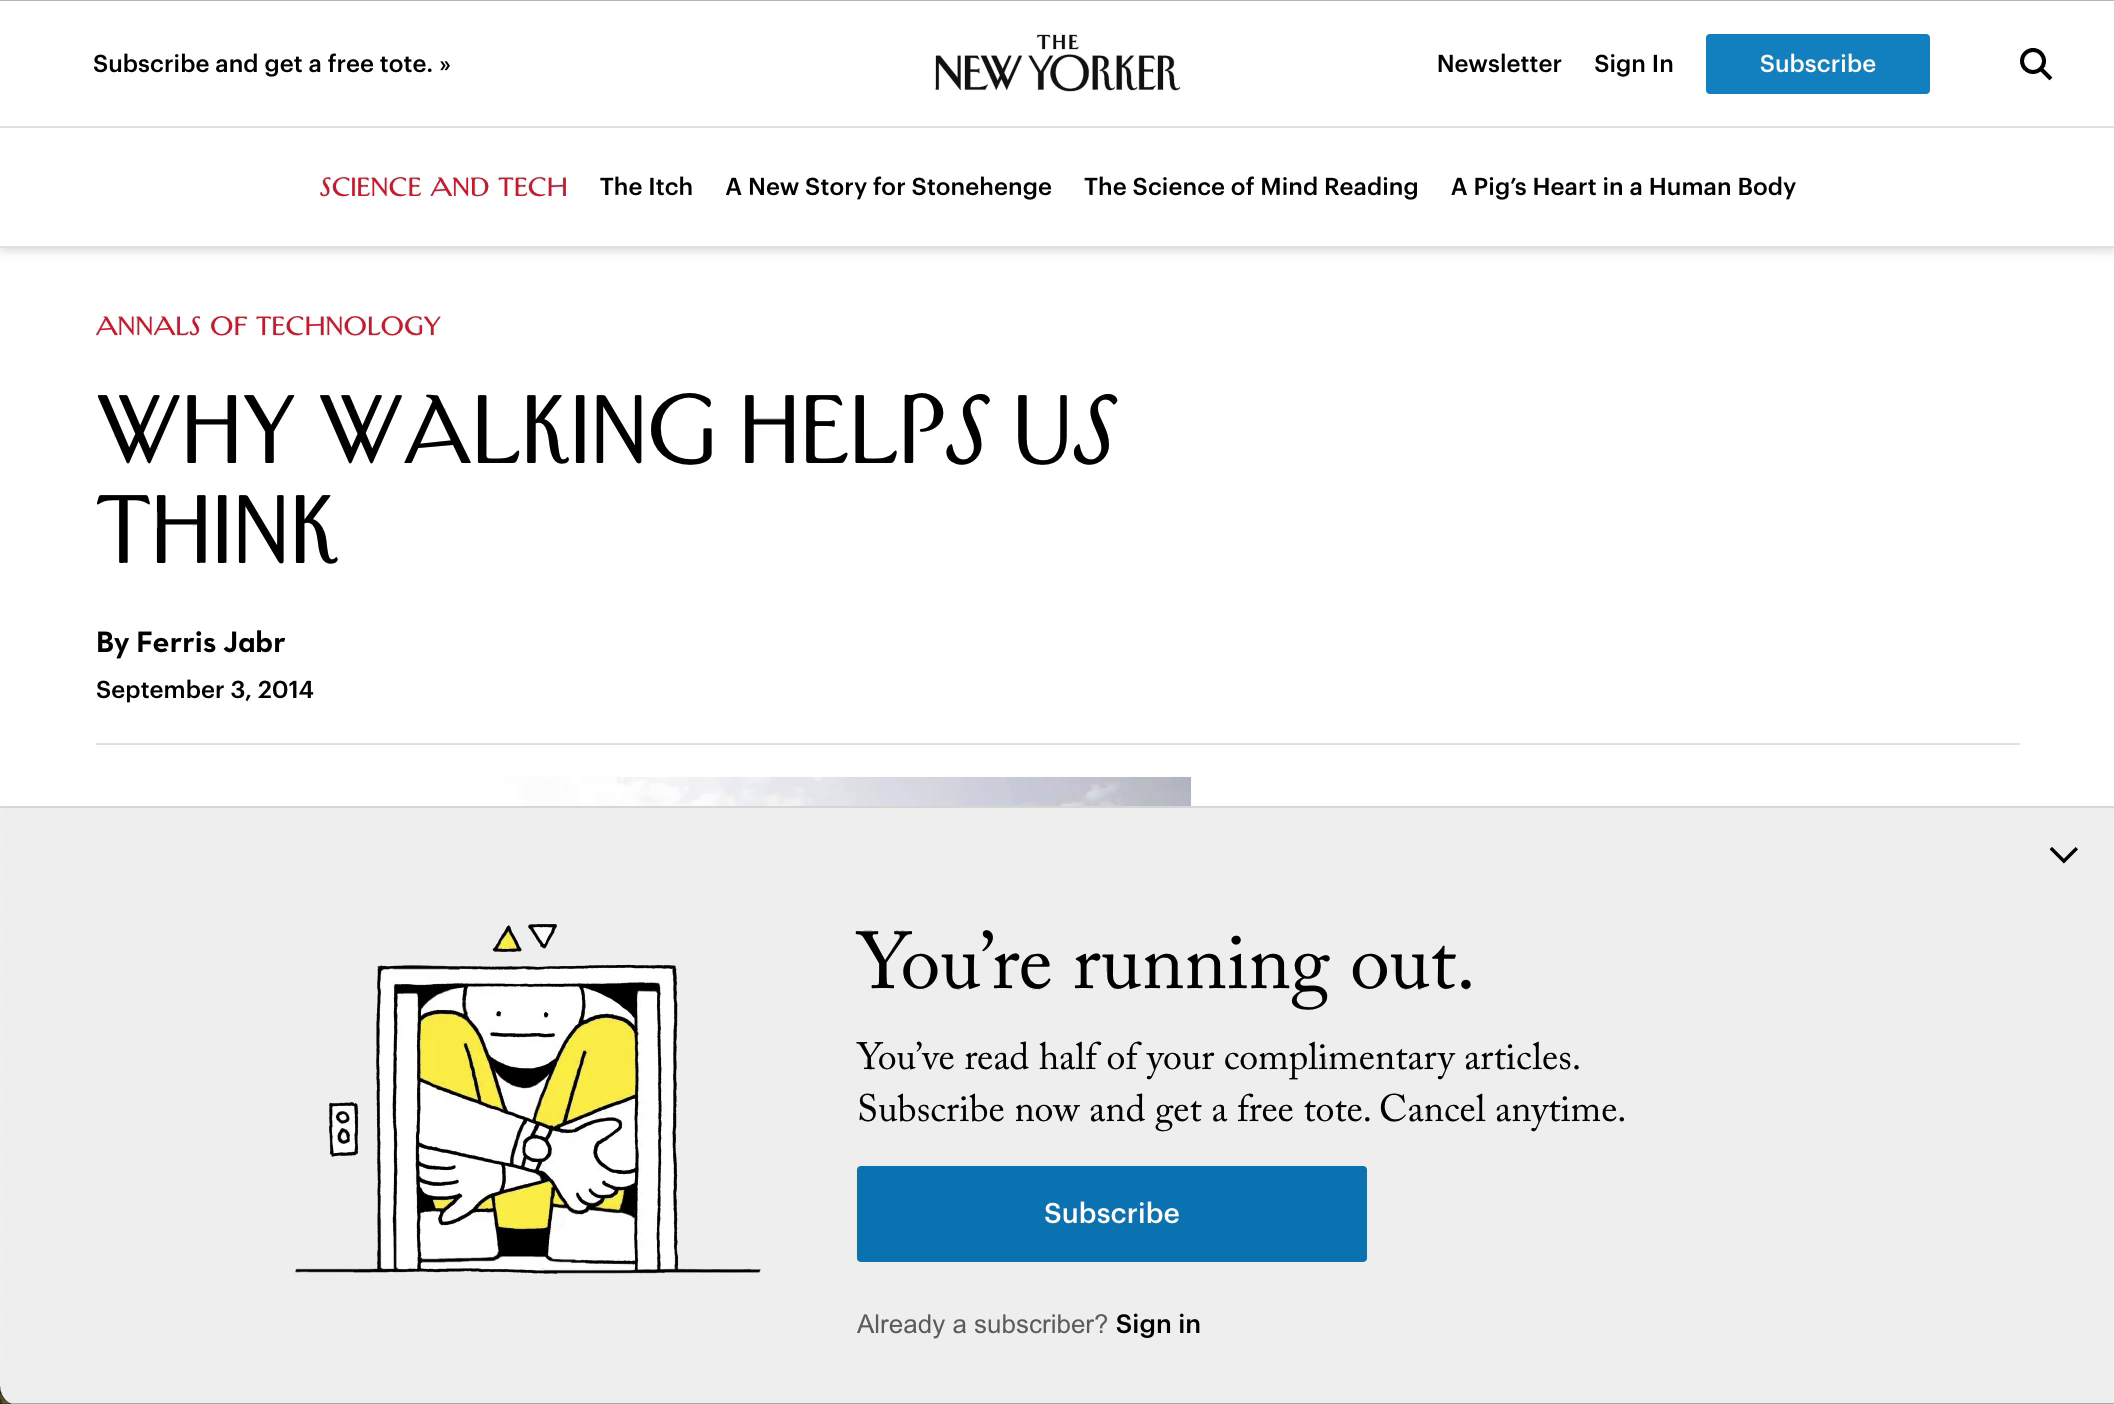 Subscribe and get a free tote. »
THE
NEW YORKER
Newsletter
Sign In
Subscribe
SCIENCE AND TECH
The Itch
A New Story for Stonehenge
The Science of Mind Reading
A Pig’s Heart in a Human Body
ANNALS OF TECHNOLOGY
WHY WALKING HELPS US
THINK
By Ferris Jabr
September 3, 2014
You’re running out.
You’ve read half of your complimentary articles.
Subscribe now and get a free tote. Cancel anytime.
Subscribe
Already a subscriber? Sign in